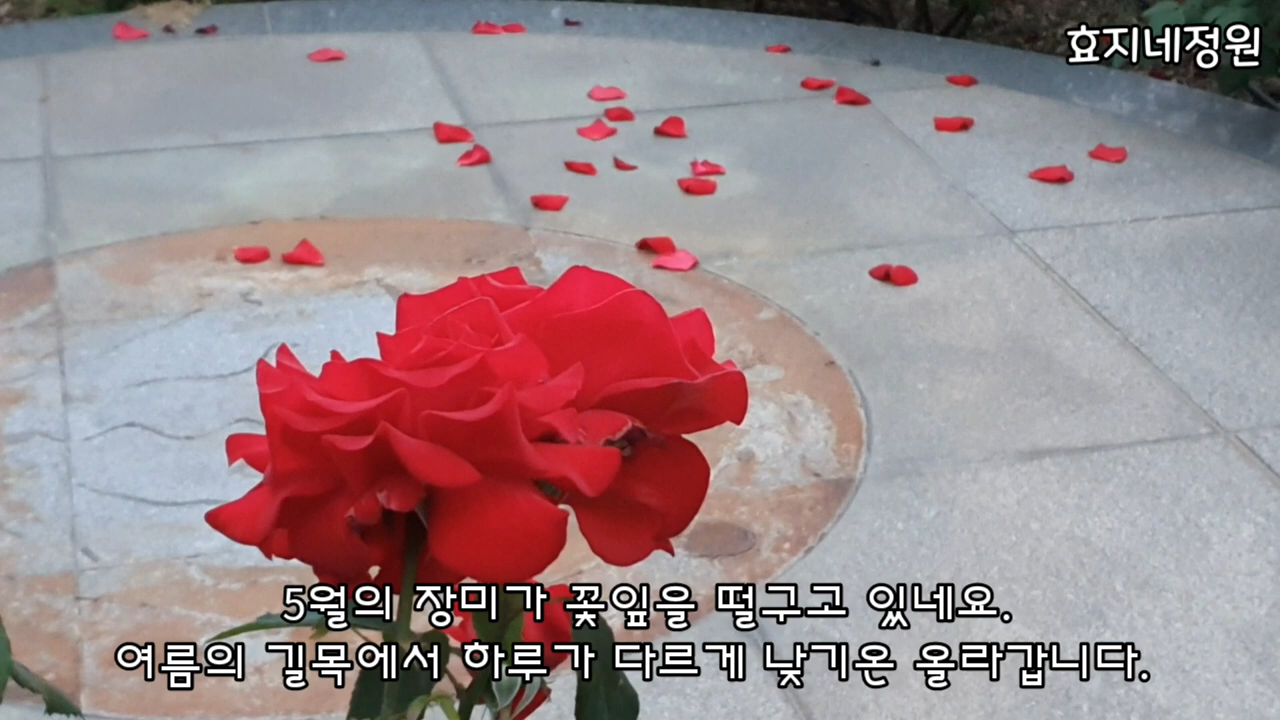 효지네정원
5월의 장미가 꽃잎을 떨구고 있네요.
여름의 길목에서 하루가 다르게 낮기온 올라갑니다.